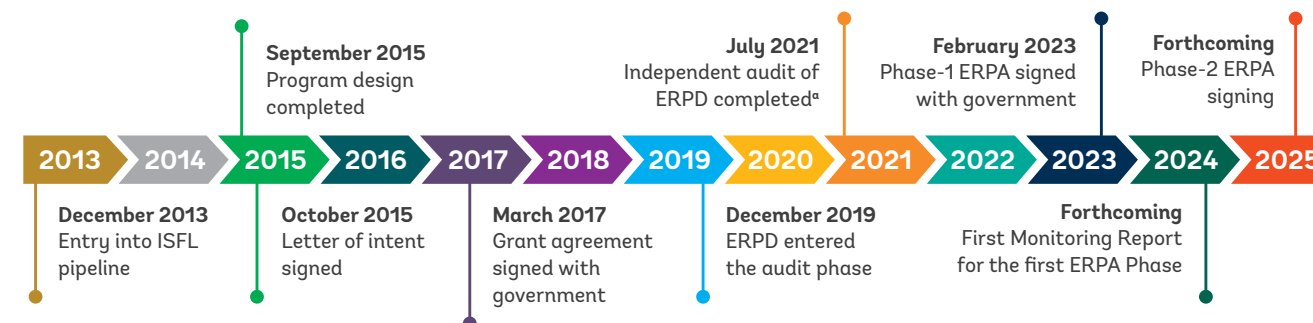 September 2015
Program design
completed
July 2021
Independent audit of
ERPD completedᵃ
February 2023
Phase-1 ERPA signed
with government
Forthcoming
Phase-2 ERPA
signing
2013
2014
2015
2016
2017
2018
2019
2020
2021
2022
2023
2024
2025
December 2013
Entry into ISFL
pipeline
October 2015
Letter of intent
signed
March 2017
Grant agreement
signed with
government
December 2019
ERPD entered
the audit phase
Forthcoming
First Monitoring Report
for the first ERPA Phase